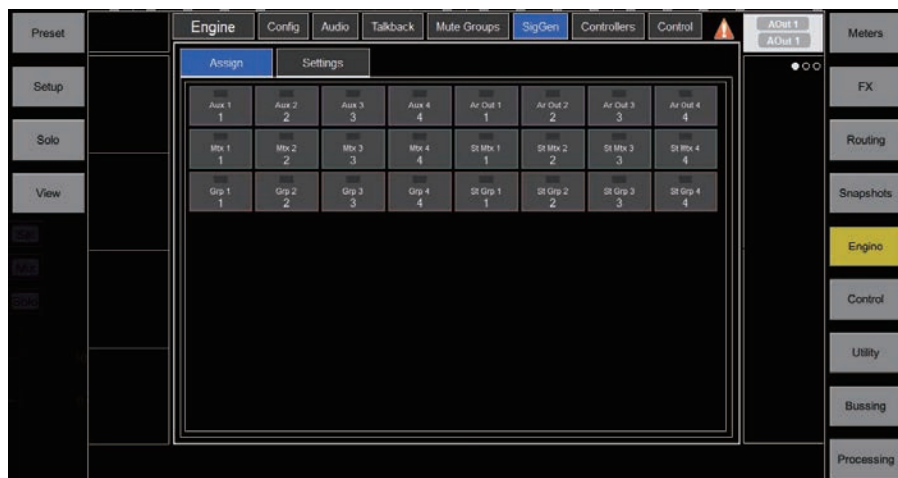 Preset
Setup
Solo
View
Engine Config Audio Talkback Mute Groups SigGen Controllers Control
Assign Settings
Aux 1 Aux 2 Aux 3 Aux 4 Ar Out 1 Ar Out 2 Ar Out 3 Ar Out 4
1 2 3 4 1 2 3 4
Mtx 1 Mtx 2 Mtx 3 Mtx 4 St Mtx 1 St Mtx 2 St Mtx 3 St Mtx 4
1 2 3 4 1 2 3 4
Grp 1 Grp 2 Grp 3 Grp 4 St Grp 1 St Grp 2 St Grp 3 St Grp 4
1 2 3 4 1 2 3 4
AOut 1
AOut 1
Meters
FX
Routing
Snapshots
Engine
Control
Utility
Bussing
Processing
Solo